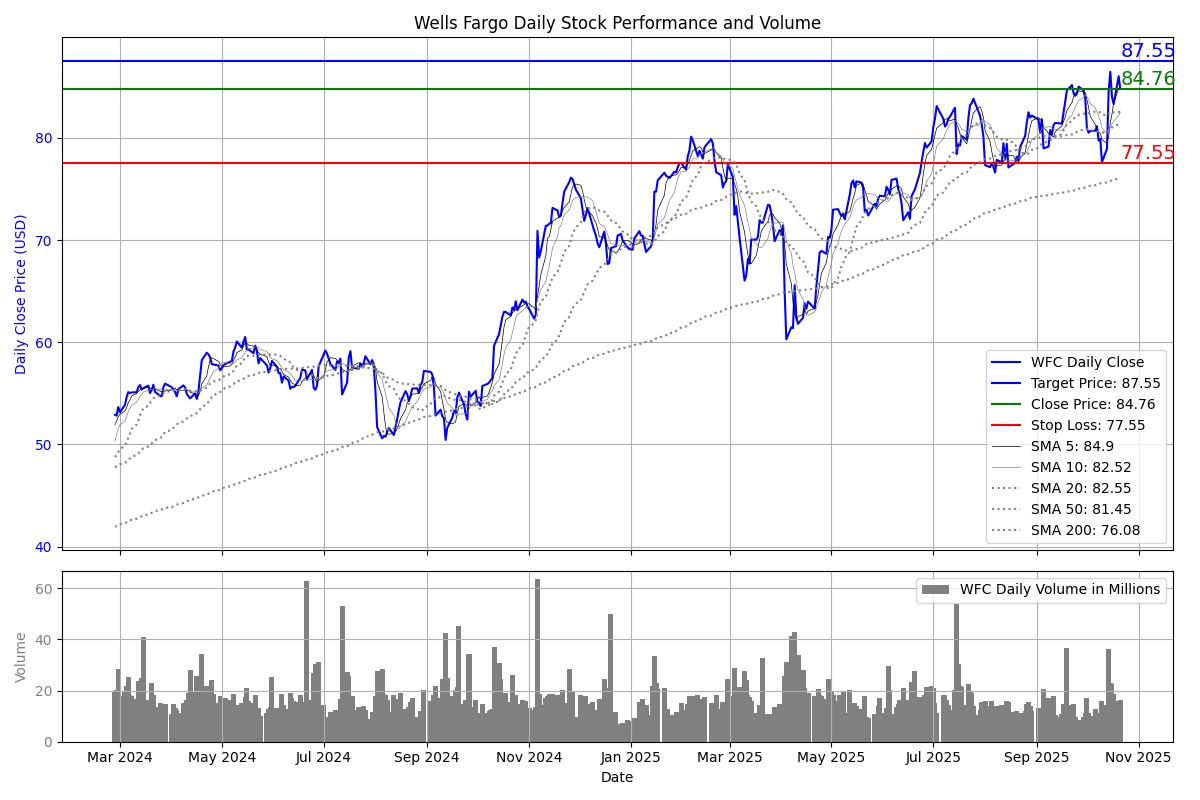 Wells Fargo Daily Stock Performance and Volume
Daily Close Price (USD)
80
70
60
50
40
87.55
84.76
77.55
WFC Daily Close
Target Price: 87.55
Close Price: 84.76
Stop Loss: 77.55
SMA 5: 84.9
SMA 10: 82.52
SMA 20: 82.55
SMA 50: 81.45
SMA 200: 76.08
Volume
60
40
20
0
WFC Daily Volume in Millions
Mar 2024 May 2024 Jul 2024 Sep 2024 Nov 2024 Jan 2025 Mar 2025 May 2025 Jul 2025 Sep 2025 Nov 2025
Date